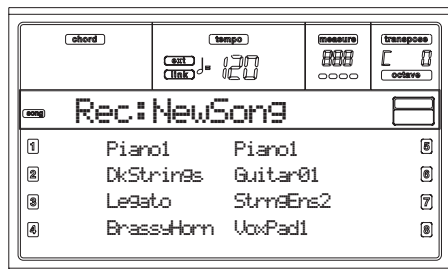 chord tempo measure transpose
ext
link ♩= 120 888 C 0
octave
song Rec:NewSong
1 Piano1 Piano1 5
2 DkStrings Guitar01 6
3 Legato StrngEns2 7
4 BrassyHorn VoxPad1 8